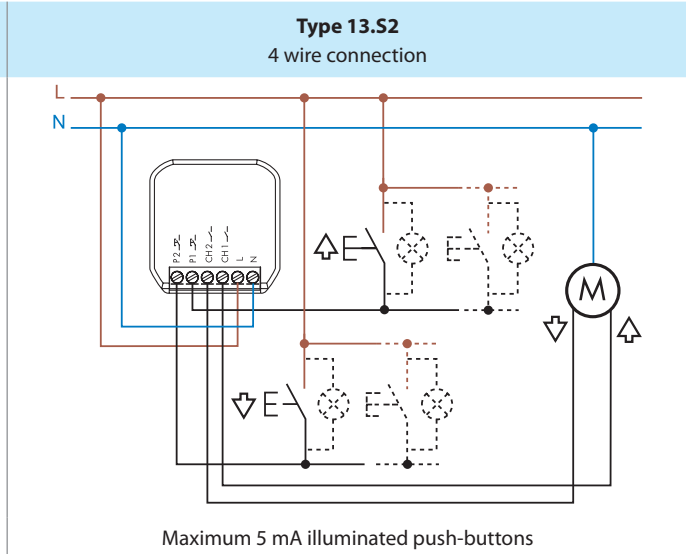 Type 13.S2
4 wire connection
L
N
P2
P1
CH2
CH1
L
N
M
Maximum 5 mA illuminated push-buttons